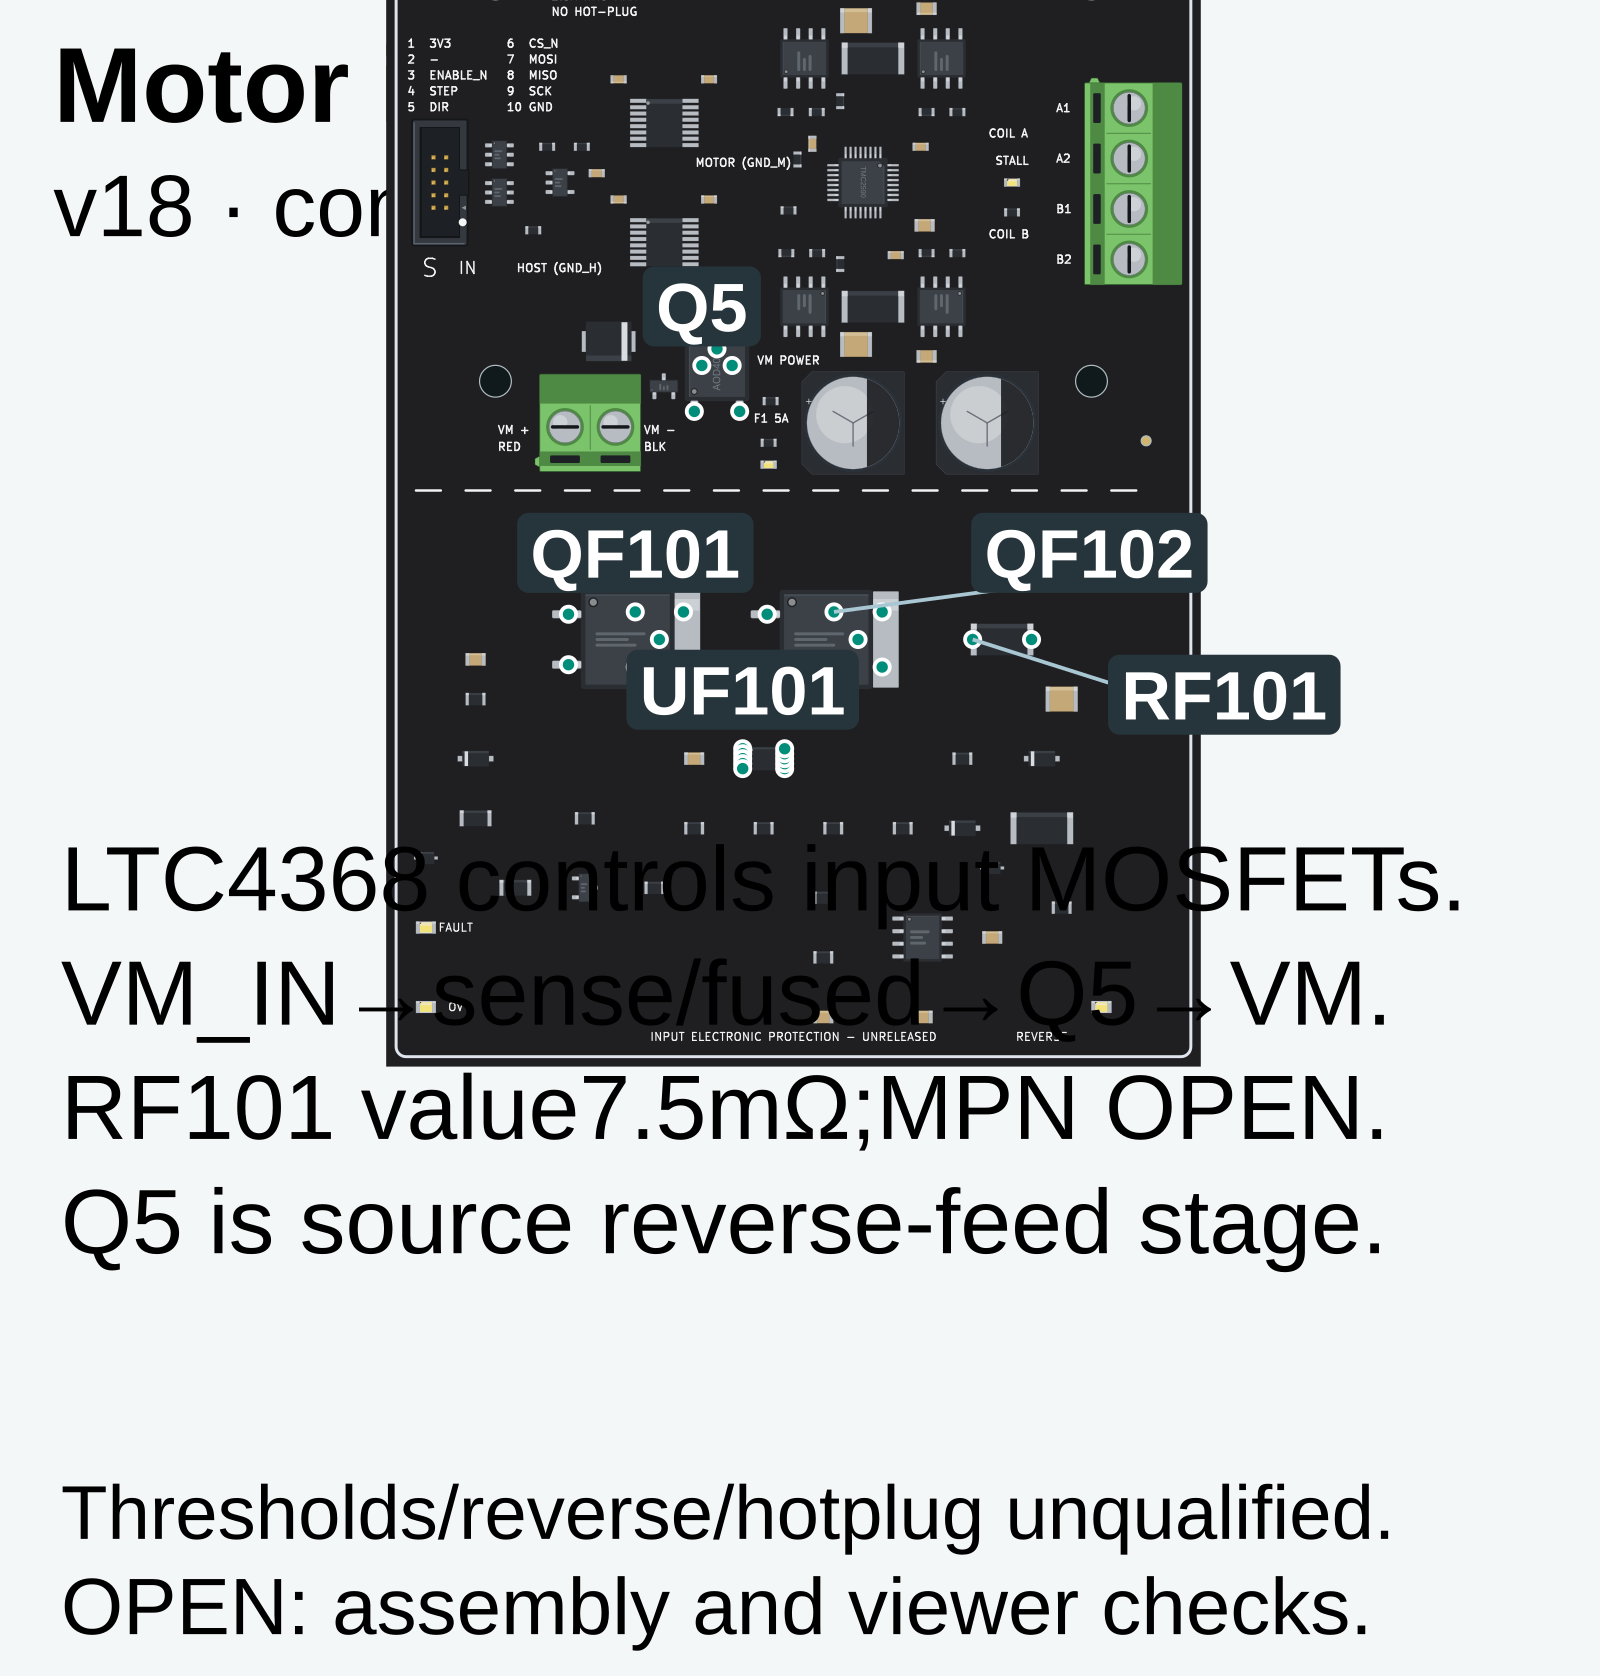 NO HOT-PLUG
Motor
v18 · cor
1 3V3 6 CS_N
2 – 7 MOSI
3 ENABLE_N 8 MISO
4 STEP 9 SCK
5 DIR 10 GND
A1
COIL A
A2
STALL
MOTOR (GND_M)
B1
COIL B
B2
S IN
HOST (GND_H)
Q5
VM POWER
F1 5A
VM + VM –
RED BLK
QF101
QF102
UF101
RF101
LTC4368 controls input MOSFETs.
FAULT
VM_IN→sense/fused→Q5→VM.
OV
INPUT ELECTRONIC PROTECTION – UNRELEASED
RF101 value7.5mΩ;MPN OPEN.
Q5 is source reverse-feed stage.
Thresholds/reverse/hotplug unqualified.
OPEN: assembly and viewer checks.